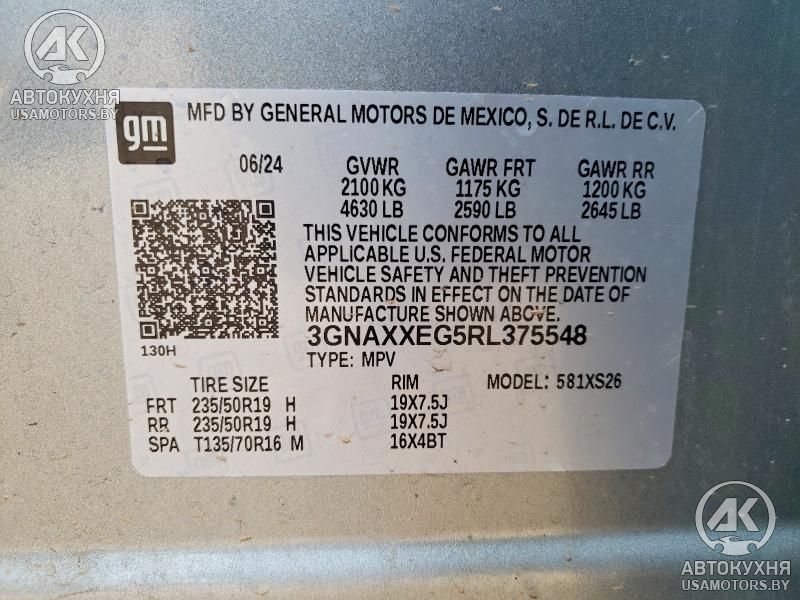 AK
АВТОКУХНЯ
USAMOTORS.BY
gm
MFD BY GENERAL MOTORS DE MEXICO, S. DE R.L. DE C.V.
06/24 GVWR GAWR FRT GAWR RR
2100 KG 1175 KG 1200 KG
4630 LB 2590 LB 2645 LB
THIS VEHICLE CONFORMS TO ALL
APPLICABLE U.S. FEDERAL MOTOR
VEHICLE SAFETY AND THEFT PREVENTION
STANDARDS IN EFFECT ON THE DATE OF
MANUFACTURE SHOWN ABOVE.
3GNAXXEG5RL375548
130H
TYPE: MPV
TIRE SIZE RIM MODEL: 581XS26
FRT 235/50R19 H 19X7.5J
RR 235/50R19 H 19X7.5J
SPA T135/70R16 M 16X4BT
AK
АВТОКУХНЯ
USAMOTORS.BY